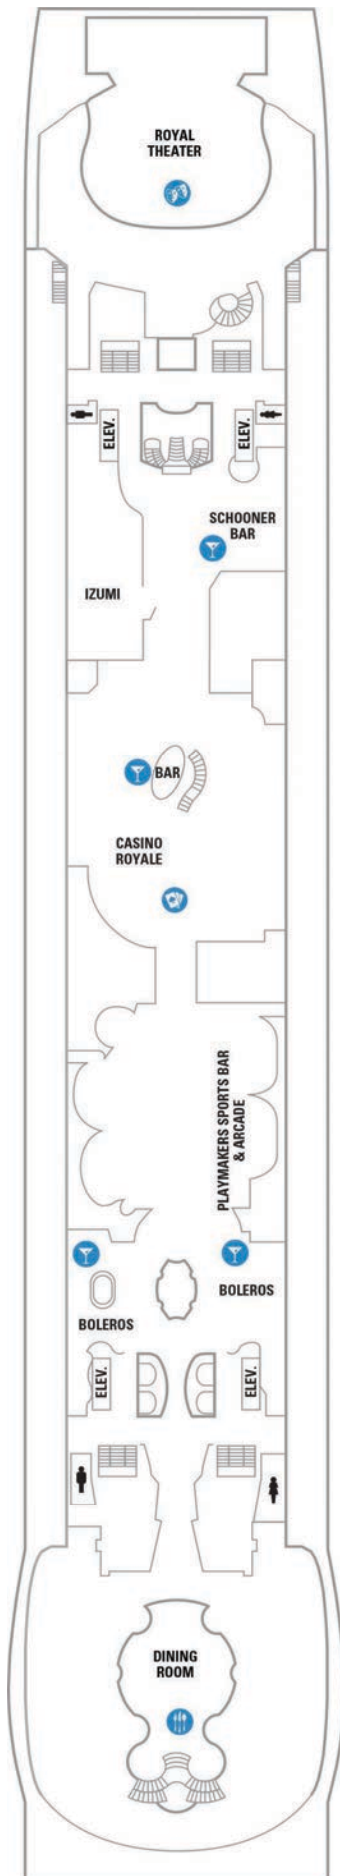 ROYAL
THEATER
ELEV.
ELEV.
SCHOONER
BAR
IZUMI
BAR
CASINO
ROYALE
PLAYMAKERS SPORTS BAR
& ARCADE
BOLEROS
BOLEROS
ELEV.
ELEV.
DINING
ROOM